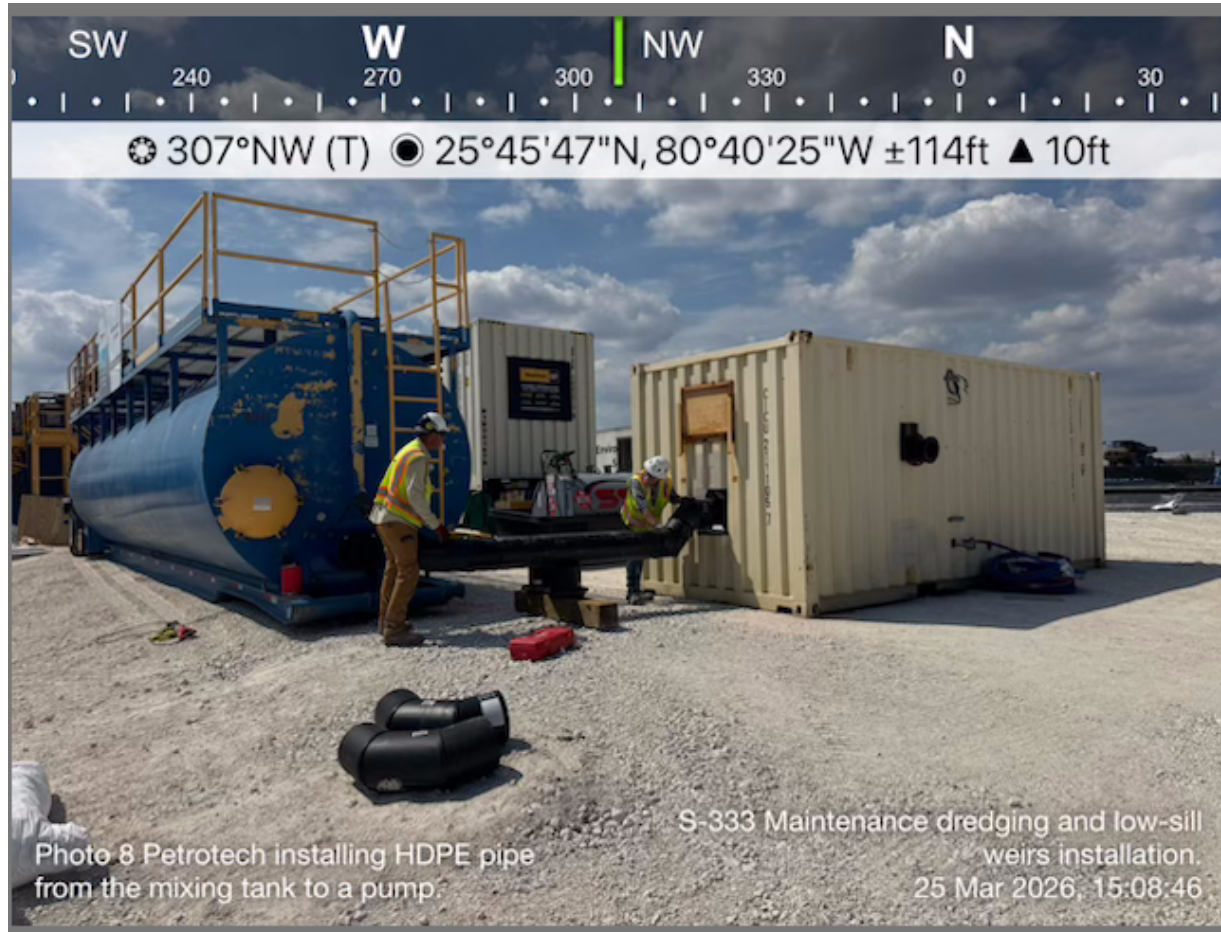 SW W NW N
240 270 300 330 0 30
307°NW (T) 25°45'47"N, 80°40'25"W ±114ft ▲ 10ft
Enviro
S-333 Maintenance dredging and low-sill
weirs installation.
25 Mar 2026, 15:08:46
Photo 8 Petrotech installing HDPE pipe
from the mixing tank to a pump.